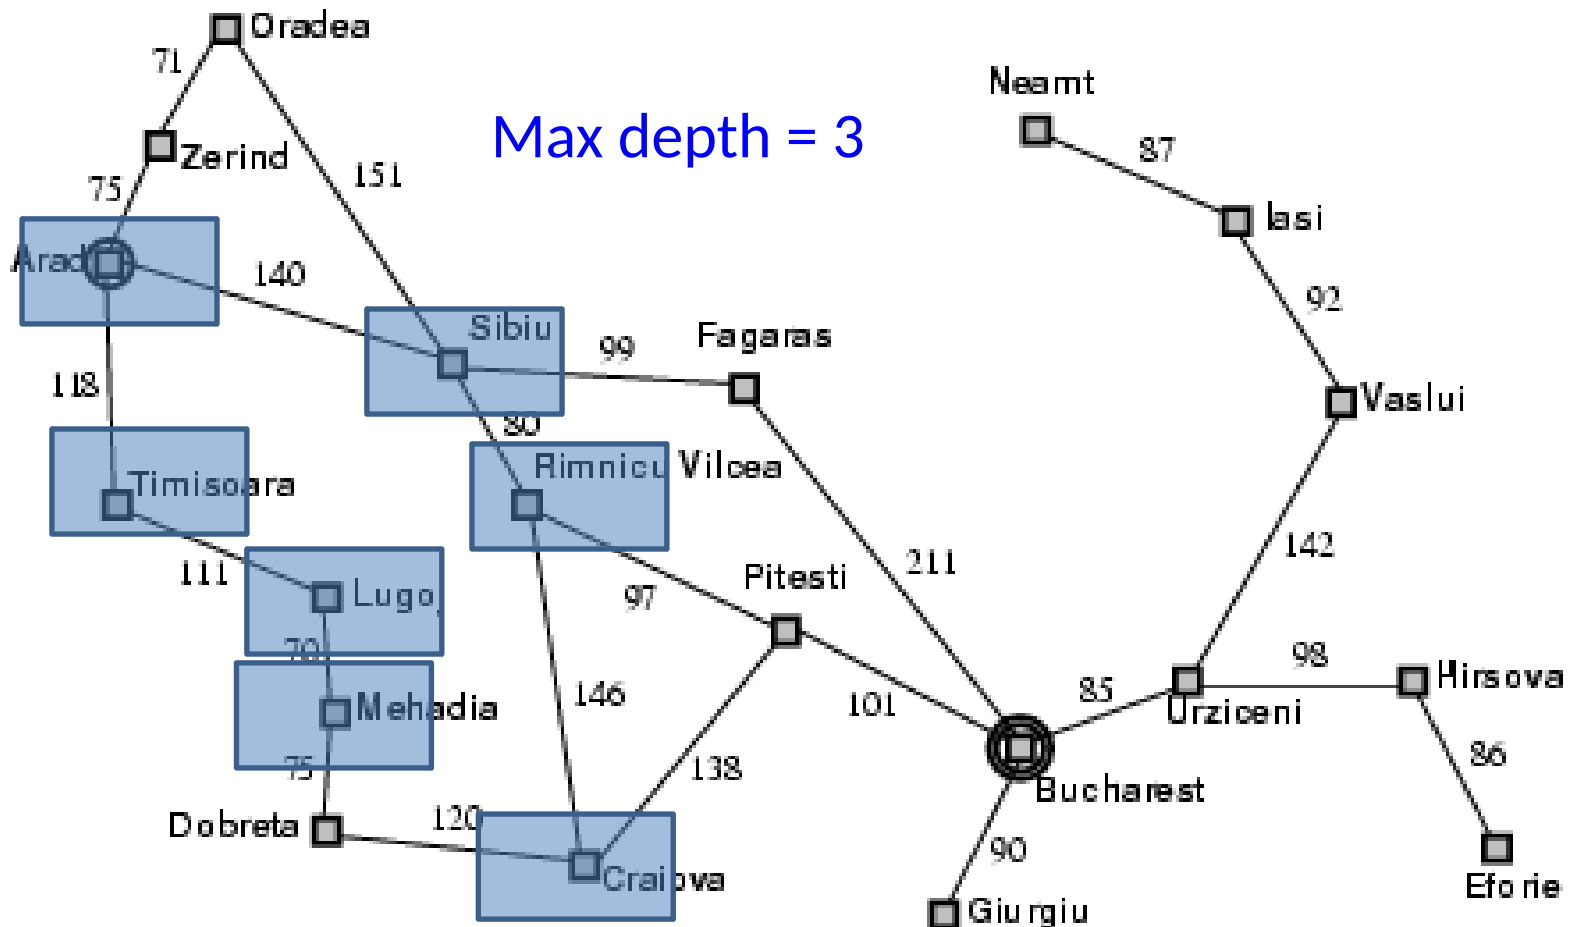 Oradea
71
Neamt
Max depth = 3
87
Zerind
151
75
Iasi
Arad
140
92
Sibiu
Fagaras
99
118
Vaslui
80
Rimnicu Vilcea
Timisoara
142
211
111
Pitesti
97
Lugo
70
98
Hirsova
85
146
101
Urziceni
Mehadia
86
75
138
Bucharest
Dobreta
120
90
Craiova
Eforie
Giurgiu